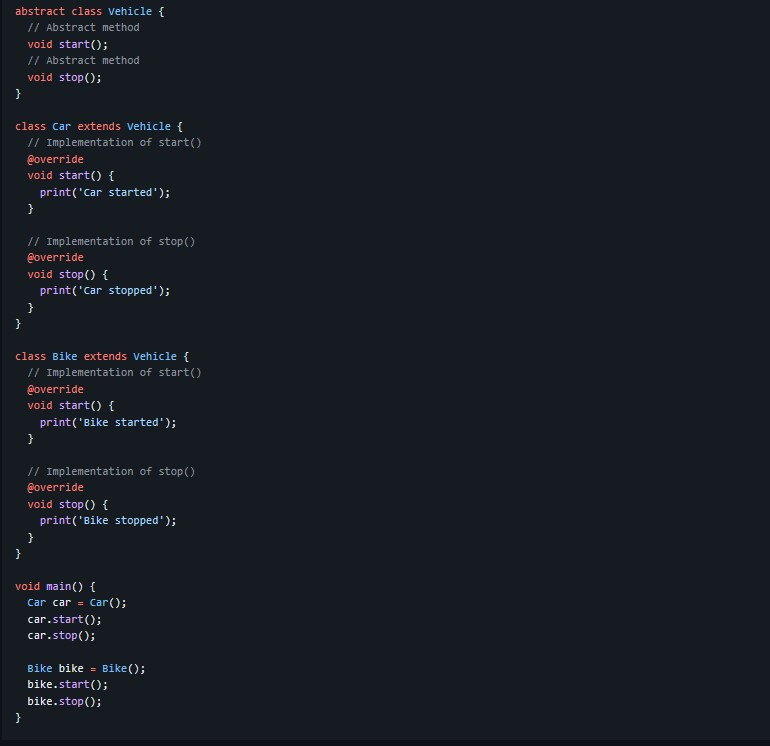 abstract class Vehicle {
  // Abstract method
  void start();
  // Abstract method
  void stop();
}

class Car extends Vehicle {
  // Implementation of start()
  @override
  void start() {
    print('Car started');
  }

  // Implementation of stop()
  @override
  void stop() {
    print('Car stopped');
  }
}

class Bike extends Vehicle {
  // Implementation of start()
  @override
  void start() {
    print('Bike started');
  }

  // Implementation of stop()
  @override
  void stop() {
    print('Bike stopped');
  }
}

void main() {
  Car car = Car();
  car.start();
  car.stop();

  Bike bike = Bike();
  bike.start();
  bike.stop();
}